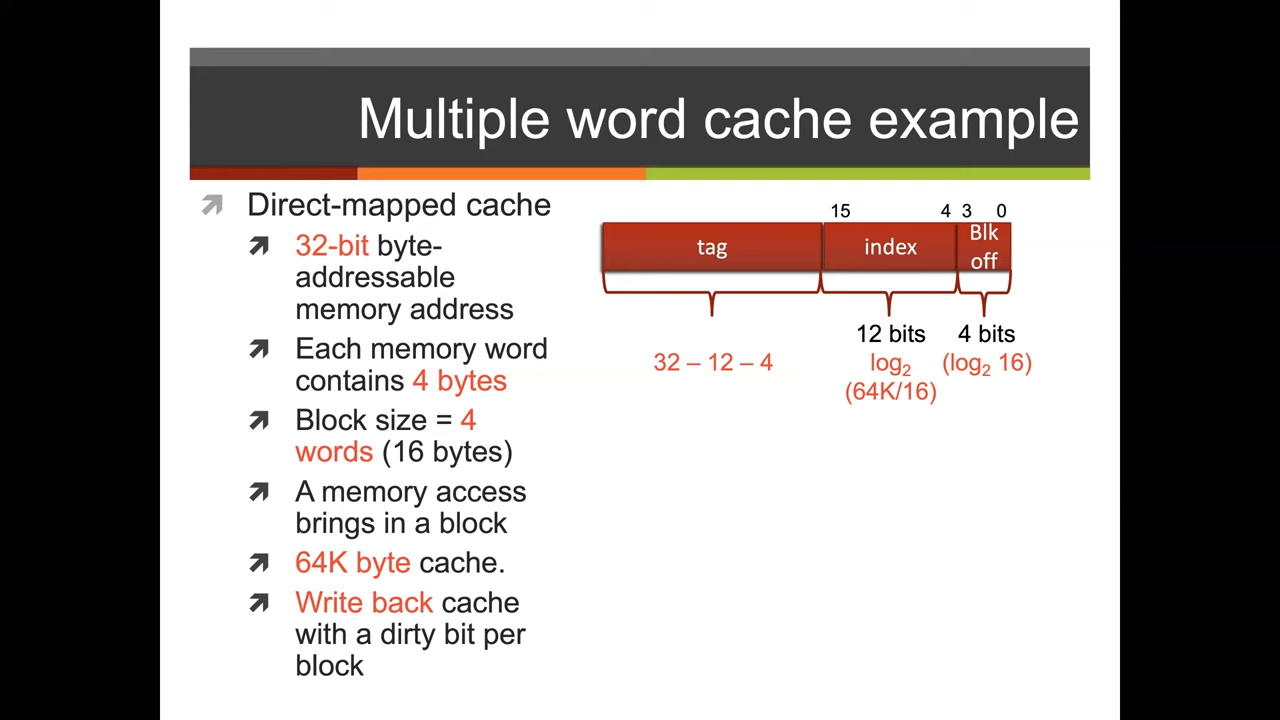 Multiple word cache example
Direct-mapped cache
32-bit byte-
addressable
memory address
Each memory word
contains 4 bytes
Block size = 4
words (16 bytes)
A memory access
brings in a block
64K byte cache.
Write back cache
with a dirty bit per
block
15 4 3 0
tag index Blk
off
12 bits 4 bits
32 – 12 – 4 log₂ (log₂ 16)
(64K/16)